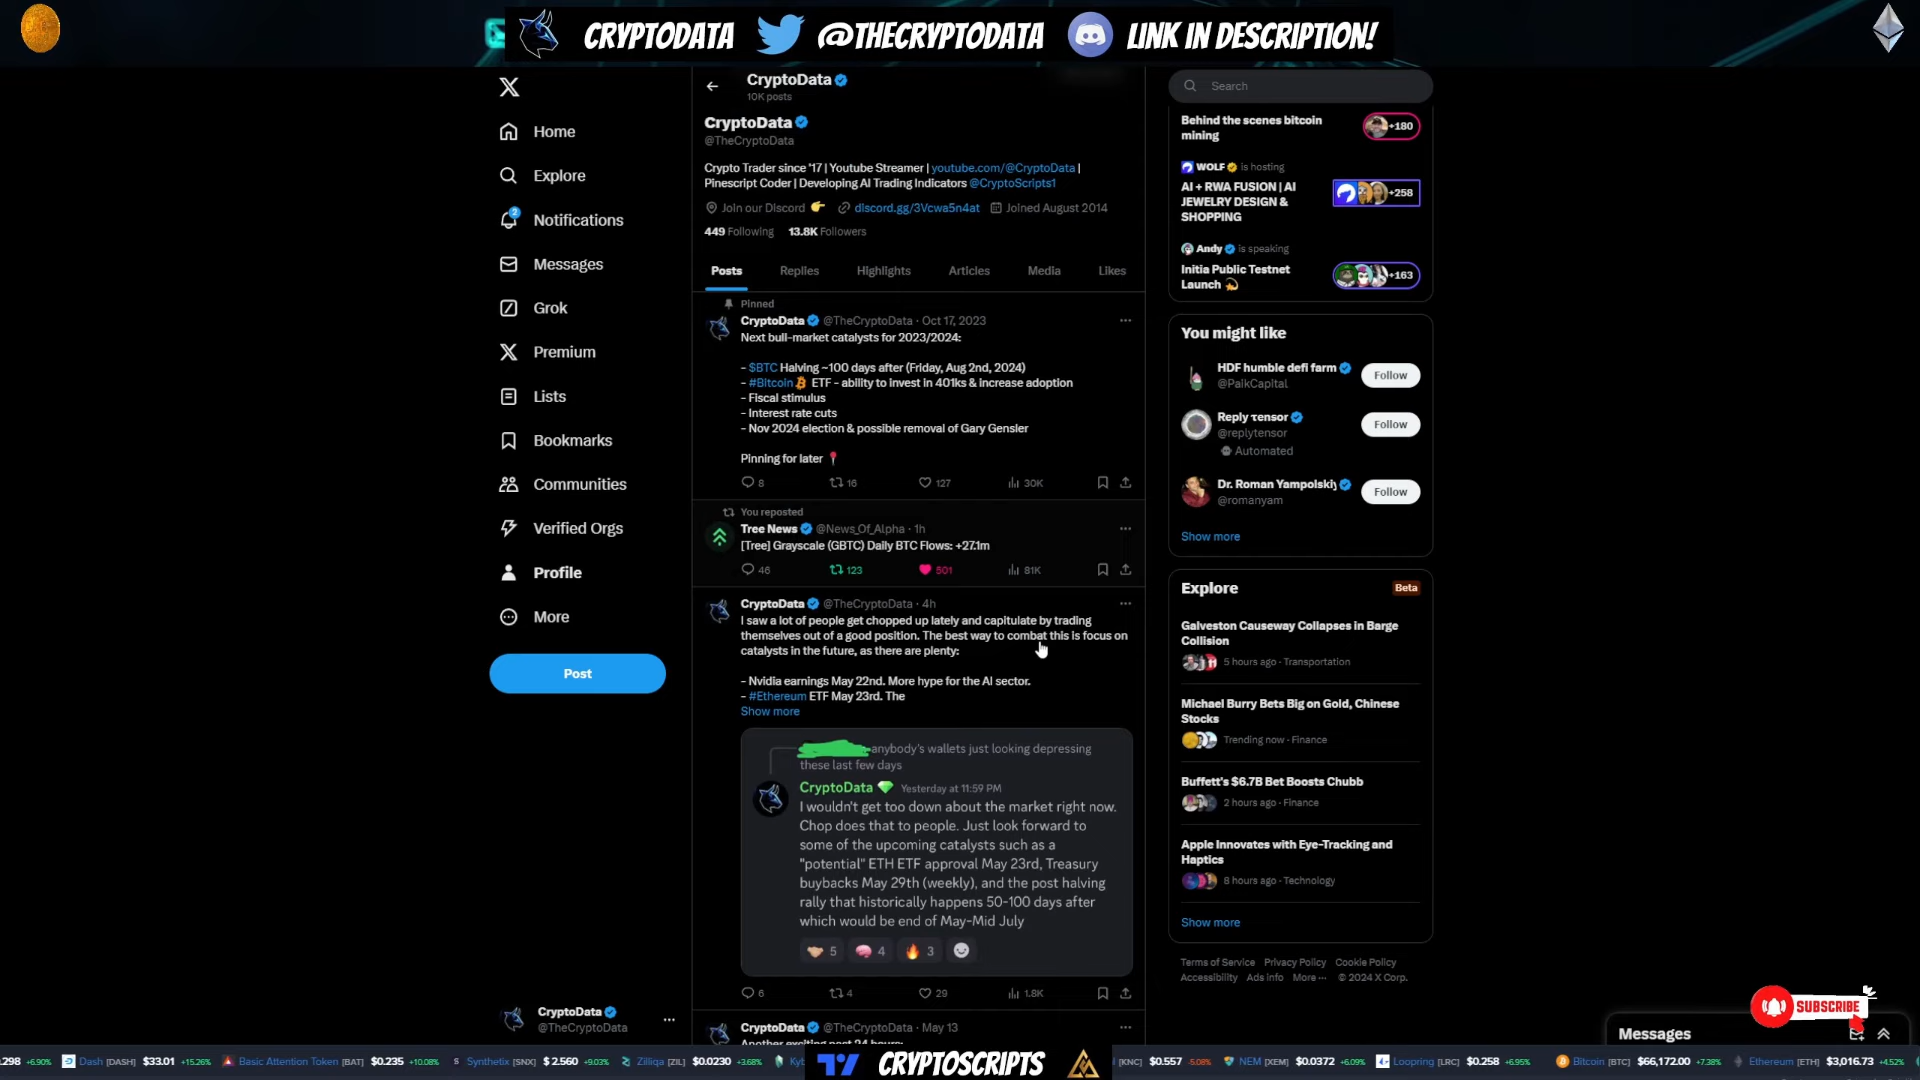 CRYPTODATA @THECRYPTODATA LINK IN DESCRIPTION!
Home
Explore
2
Notifications
Messages
Grok
Premium
Lists
Bookmarks
Communities
Verified Orgs
Profile
More
Post
CryptoData
@TheCryptoData
CryptoData
10K posts
CryptoData
@TheCryptoData
Crypto Trader since '17 | Youtube Streamer | youtube.com/@CryptoData |
Pinescript Coder | Developing AI Trading Indicators @CryptoScripts1
Join our Discord 👉 discord.gg/3Vcwa5n4at Joined August 2014
449 Following 13.8K Followers
Posts Replies Highlights Articles Media Likes
Pinned
CryptoData @TheCryptoData · Oct 17, 2023
Next bull-market catalysts for 2023/2024:
- $BTC Halving ~100 days after (Friday, Aug 2nd, 2024)
- #Bitcoin ETF - ability to invest in 401ks & increase adoption
- Fiscal stimulus
- Interest rate cuts
- Nov 2024 election & possible removal of Gary Gensler
Pinning for later 📍
8 16 127 30K
You reposted
Tree News @News_Of_Alpha · 1h
[Tree] Grayscale (GBTC) Daily BTC Flows: +27.1m
46 123 501 81K
CryptoData @TheCryptoData · 4h
I saw a lot of people get chopped up lately and capitulate by trading
themselves out of a good position. The best way to combat this is focus on
catalysts in the future, as there are plenty:
- Nvidia earnings May 22nd. More hype for the AI sector.
- #Ethereum ETF May 23rd. The
Show more
anybody's wallets just looking depressing
these last few days
CryptoData Yesterday at 11:59 PM
I wouldn't get too down about the market right now.
Chop does that to people. Just look forward to
some of the upcoming catalysts such as a
"potential" ETH ETF approval May 23rd, Treasury
buybacks May 29th (weekly), and the post halving
rally that historically happens 50-100 days after
which would be end of May-Mid July
5 4 3
6 4 29 1.8K
CryptoData @TheCryptoData · May 13
Another exciting post 24 hours:
Search
Behind the scenes bitcoin
mining
+180
WOLF is hosting
AI + RWA FUSION | AI
JEWELRY DESIGN &
SHOPPING
+258
Andy is speaking
Initia Public Testnet
Launch
+163
You might like
HDF humble defi farm
@PaikCapital
Follow
Reply τensor
@replytensor
Automated
Follow
Dr. Roman Yampolskiy
@romanyam
Follow
Show more
Explore
Beta
Galveston Causeway Collapses in Barge
Collision
5 hours ago · Transportation
Michael Burry Bets Big on Gold, Chinese
Stocks
Trending now · Finance
Buffett's $6.7B Bet Boosts Chubb
2 hours ago · Finance
Apple Innovates with Eye-Tracking and
Haptics
8 hours ago · Technology
Show more
Terms of Service Privacy Policy Cookie Policy
Accessibility Ads info More ··· © 2024 X Corp.
SUBSCRIBE
Messages
.298 +6.90% Dash [DASH] $33.01 +15.26% Basic Attention Token [BAT] $0.235 +10.08% Synthetix [SNX] $ 2.560 +9.03% Zilliqa [ZIL] $0.0230 +3.68% Kyb CRYPTOSCRIPTS [KNC] $0.557 -5.08% NEM [XEM] $0.0372 +6.09% Loopring [LRC] $0.258 +6.95% Bitcoin [BTC] $66,172.00 +7.38% Ethereum [ETH] $3,016.73 +4.52%